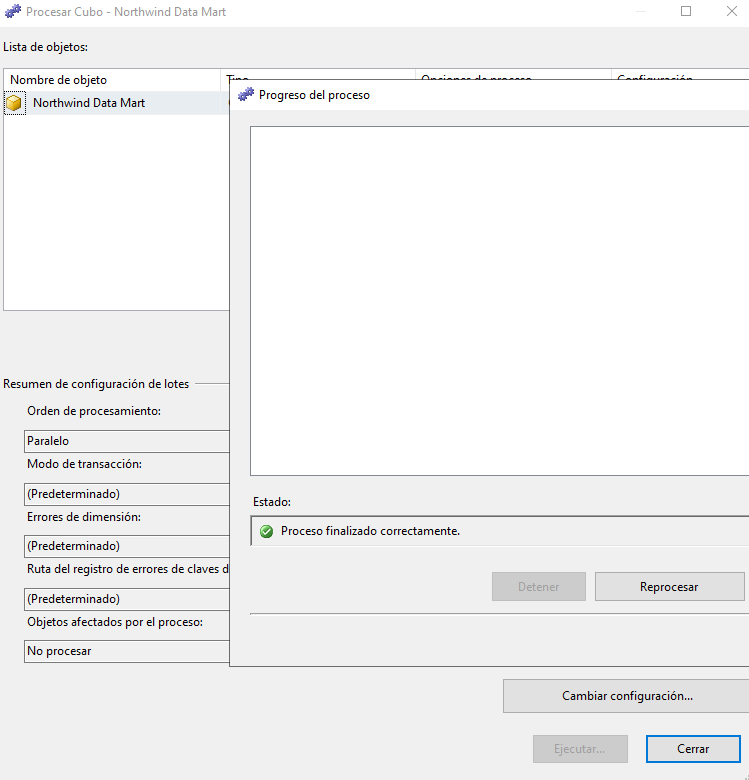 Procesar Cubo - Northwind Data Mart
Lista de objetos:
Nombre de objeto Tipo Opciones de proceso Configuración
Northwind Data Mart
Progreso del proceso
Resumen de configuración de lotes
Orden de procesamiento:
Paralelo
Modo de transacción:
(Predeterminado)
Errores de dimensión:
(Predeterminado)
Ruta del registro de errores de claves d
(Predeterminado)
Objetos afectados por el proceso:
No procesar
Estado:
Proceso finalizado correctamente.
Detener Reprocesar
Cambiar configuración...
Ejecutar... Cerrar